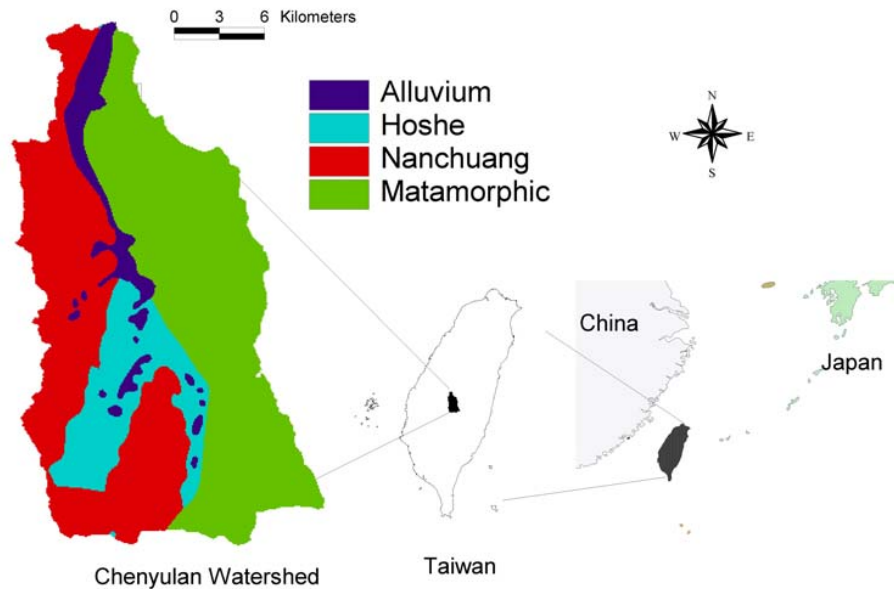 0 3 6 Kilometers
Alluvium
Hoshe
Nanchuang
Matamorphic
N
W E
S
China
Japan
Taiwan
Chenyulan Watershed